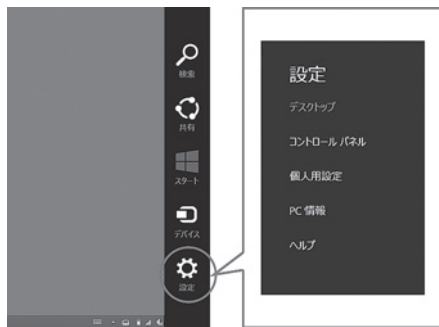 検索
共有
スタート
デバイス
設定
設定
デスクトップ
コントロール パネル
個人用設定
PC 情報
ヘルプ